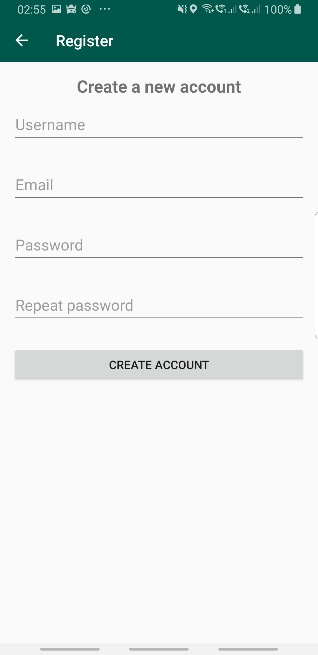 02:55 100%
Register
Create a new account
Username
Email
Password
Repeat password
CREATE ACCOUNT